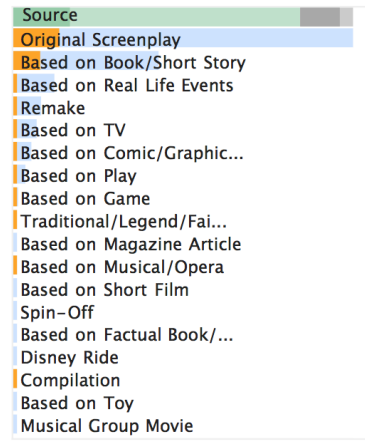 Source
Original Screenplay
Based on Book/Short Story
Based on Real Life Events
Remake
Based on TV
Based on Comic/Graphic...
Based on Play
Based on Game
Traditional/Legend/Fai...
Based on Magazine Article
Based on Musical/Opera
Based on Short Film
Spin-Off
Based on Factual Book/...
Disney Ride
Compilation
Based on Toy
Musical Group Movie